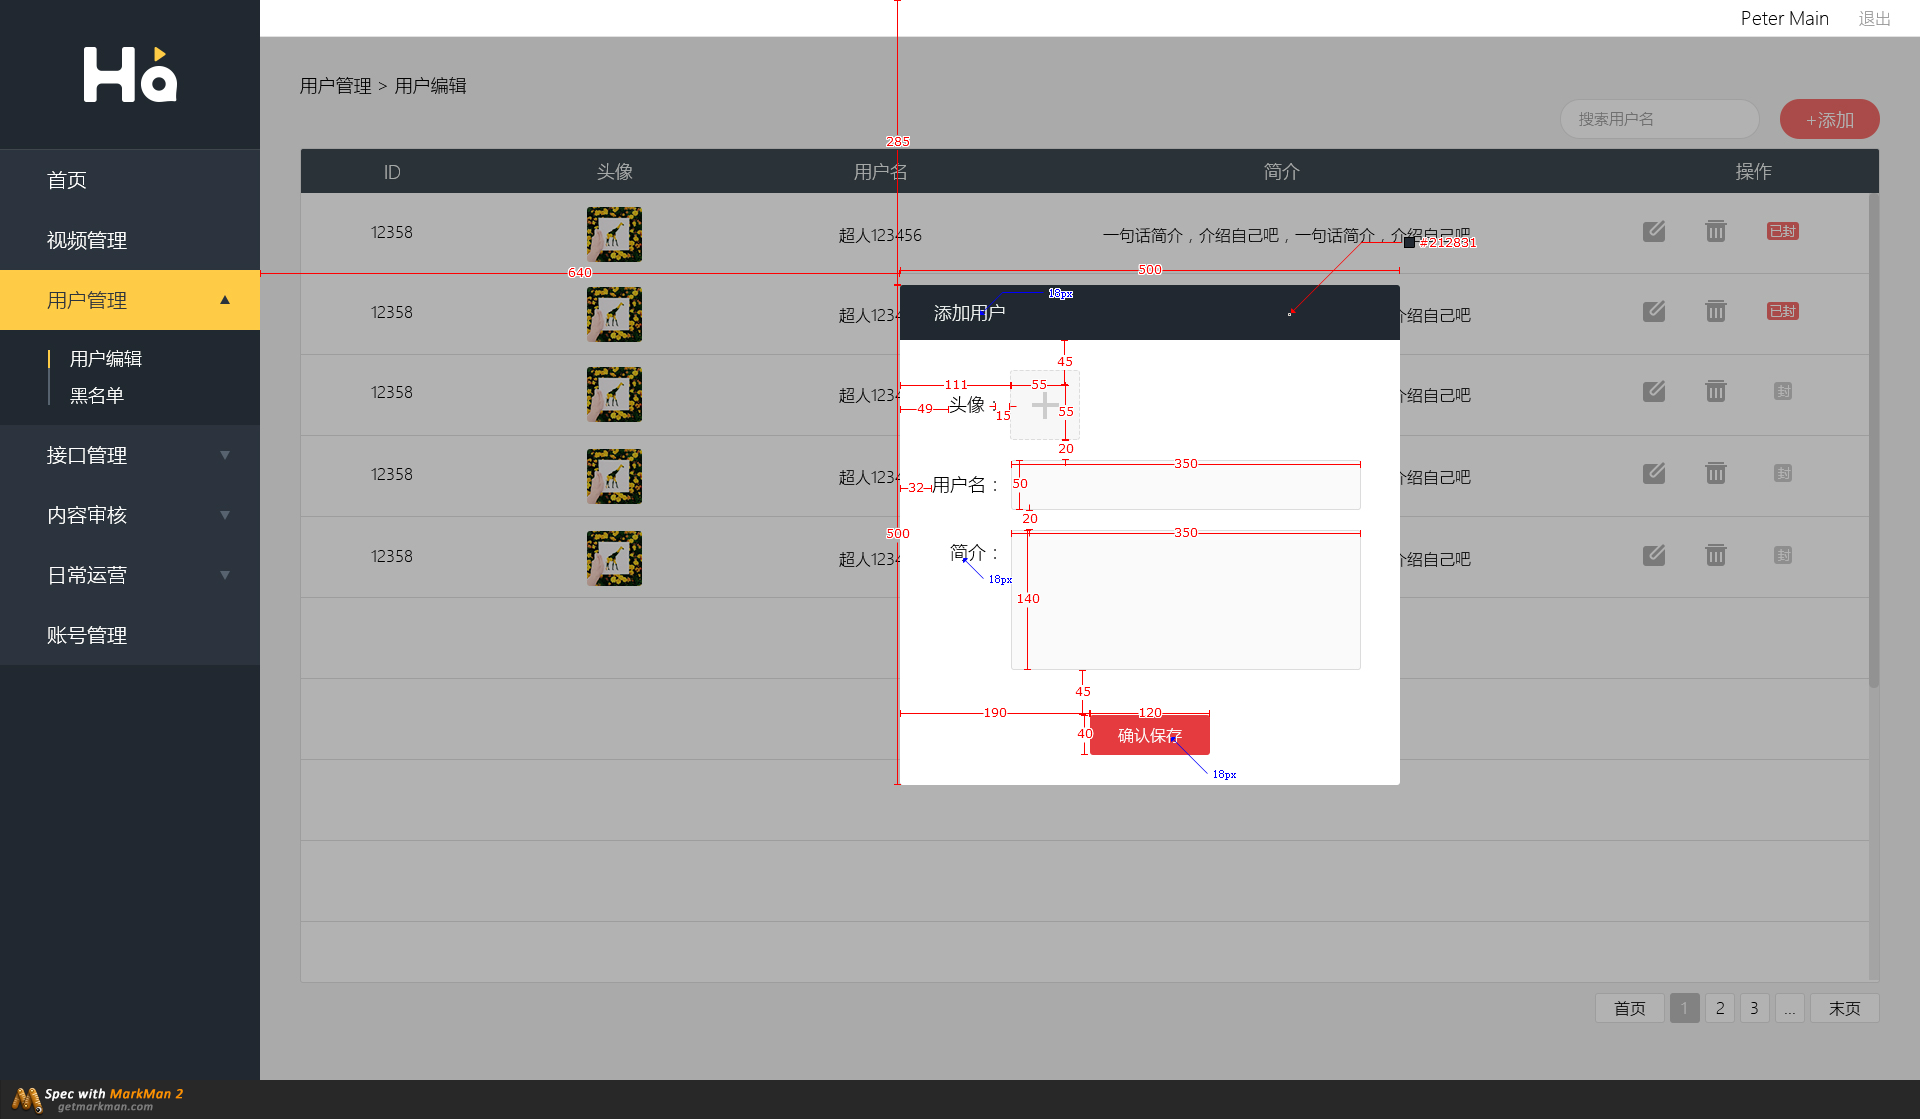 Peter Main 退出
Ha
用户管理 > 用户编辑
搜索用户名 +添加
285
ID 头像 用户名 简介 操作
首页
视频管理
用户管理
用户编辑
黑名单
接口管理
内容审核
日常运营
账号管理
12358 超人123456 一句话简介，介绍自己吧，一句话简介，介绍自己吧 已封
#212831
640 500
12358 超人1234 介绍自己吧 已封
添加用户 18px
45
111 55
12358 超人1234 介绍自己吧 封
49 头像： 15 55
20
350
12358 超人1234 介绍自己吧 封
32 用户名： 50
20
500 350
12358 超人1234 简介： 介绍自己吧 封
18px
140
45
190 120
40 确认保存
18px
首页 1 2 3 ... 末页
Spec with MarkMan 2
getmarkman.com